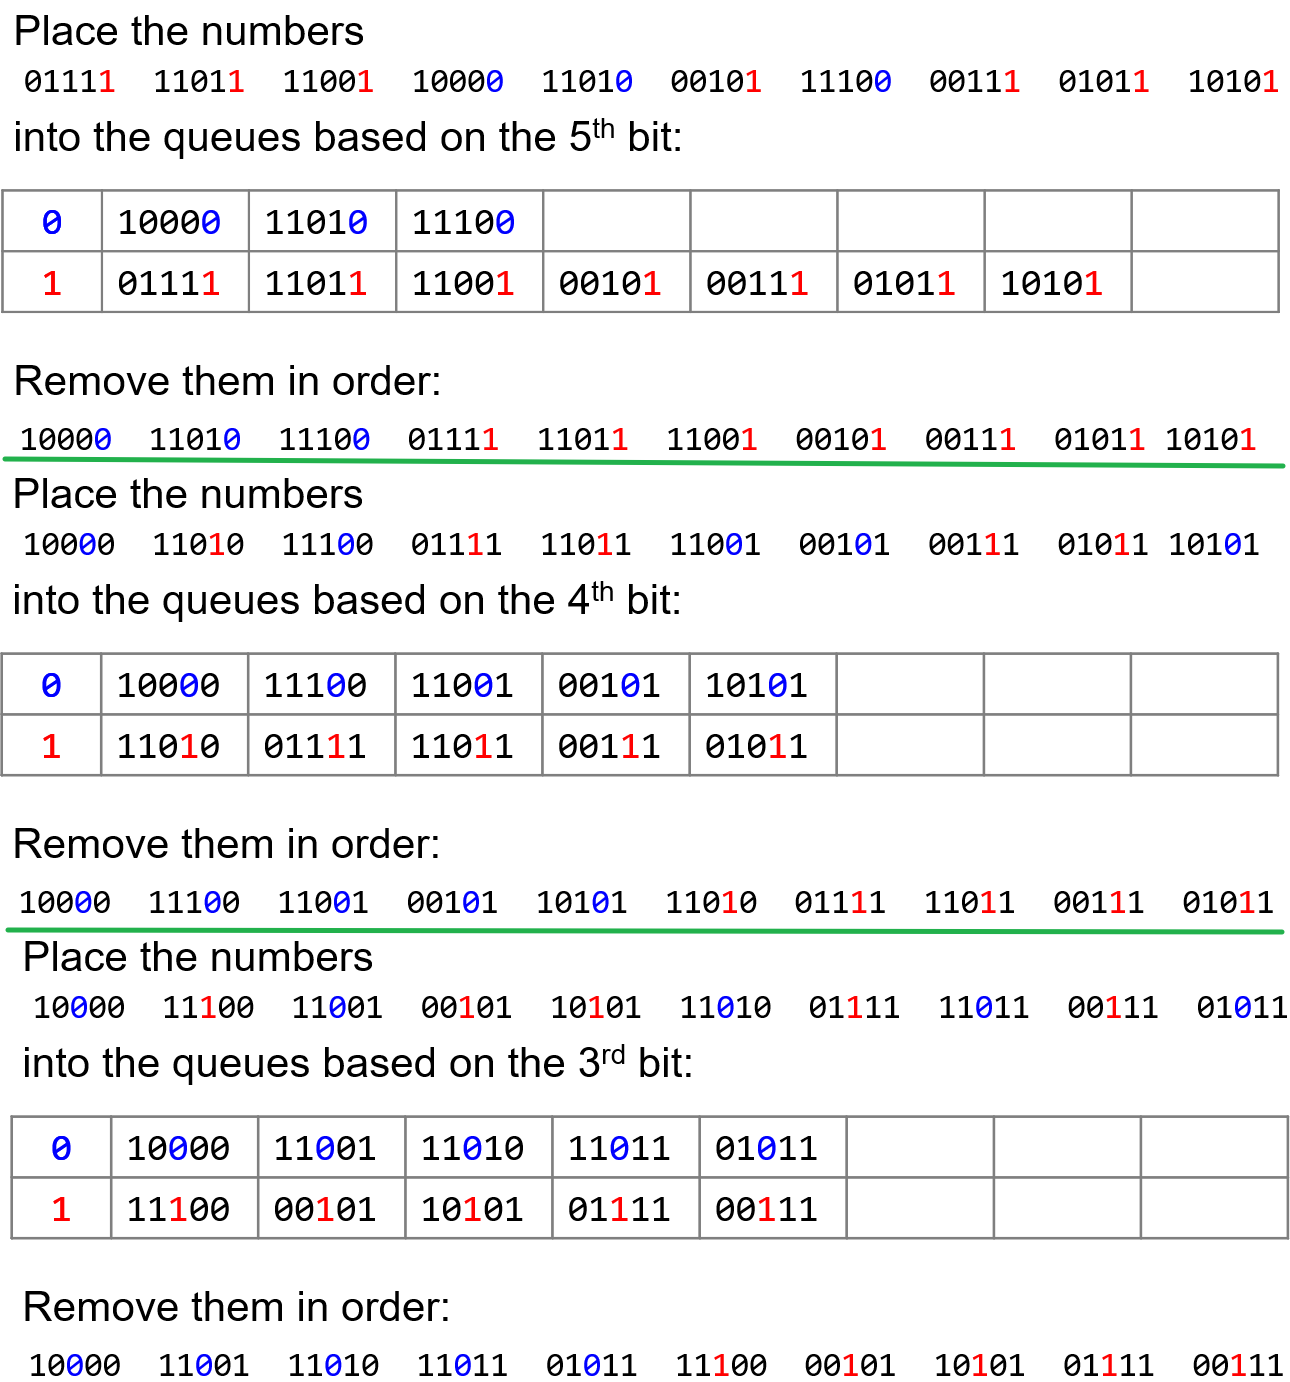 Place the numbers
01111 11011 11001 10000 11010 00101 11100 00111 01011 10101
into the queues based on the 5th bit:
0 10000 11010 11100
1 01111 11011 11001 00101 00111 01011 10101
Remove them in order:
10000 11010 11100 01111 11011 11001 00101 00111 01011 10101
Place the numbers
10000 11010 11100 01111 11011 11001 00101 00111 01011 10101
into the queues based on the 4th bit:
0 10000 11100 11001 00101 10101
1 11010 01111 11011 00111 01011
Remove them in order:
10000 11100 11001 00101 10101 11010 01111 11011 00111 01011
Place the numbers
10000 11100 11001 00101 10101 11010 01111 11011 00111 01011
into the queues based on the 3rd bit:
0 10000 11001 11010 11011 01011
1 11100 00101 10101 01111 00111
Remove them in order:
10000 11001 11010 11011 01011 11100 00101 10101 01111 00111